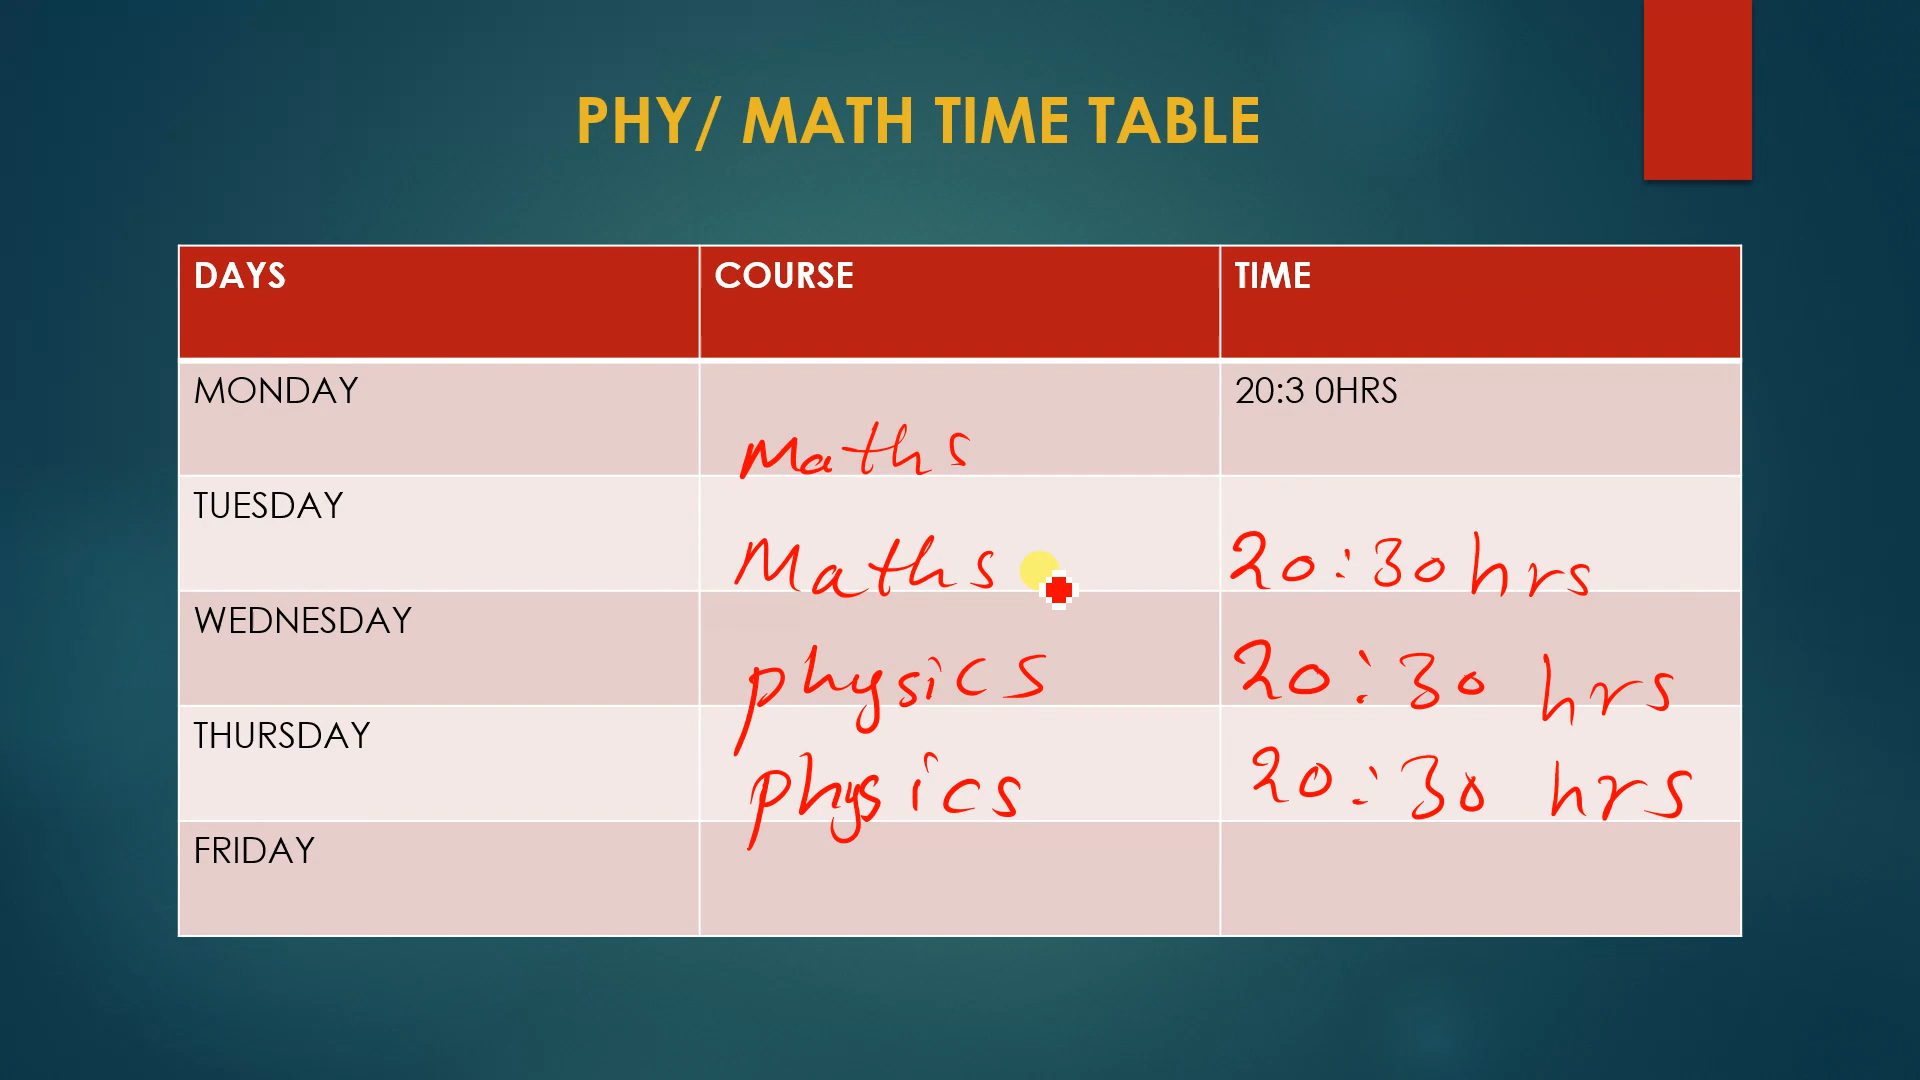 PHY/ MATH TIME TABLE
DAYS COURSE TIME
MONDAY Maths 20:3 0HRS
TUESDAY Maths 20:30hrs
WEDNESDAY physics 20:30 hrs
THURSDAY physics 20:30 hrs
FRIDAY